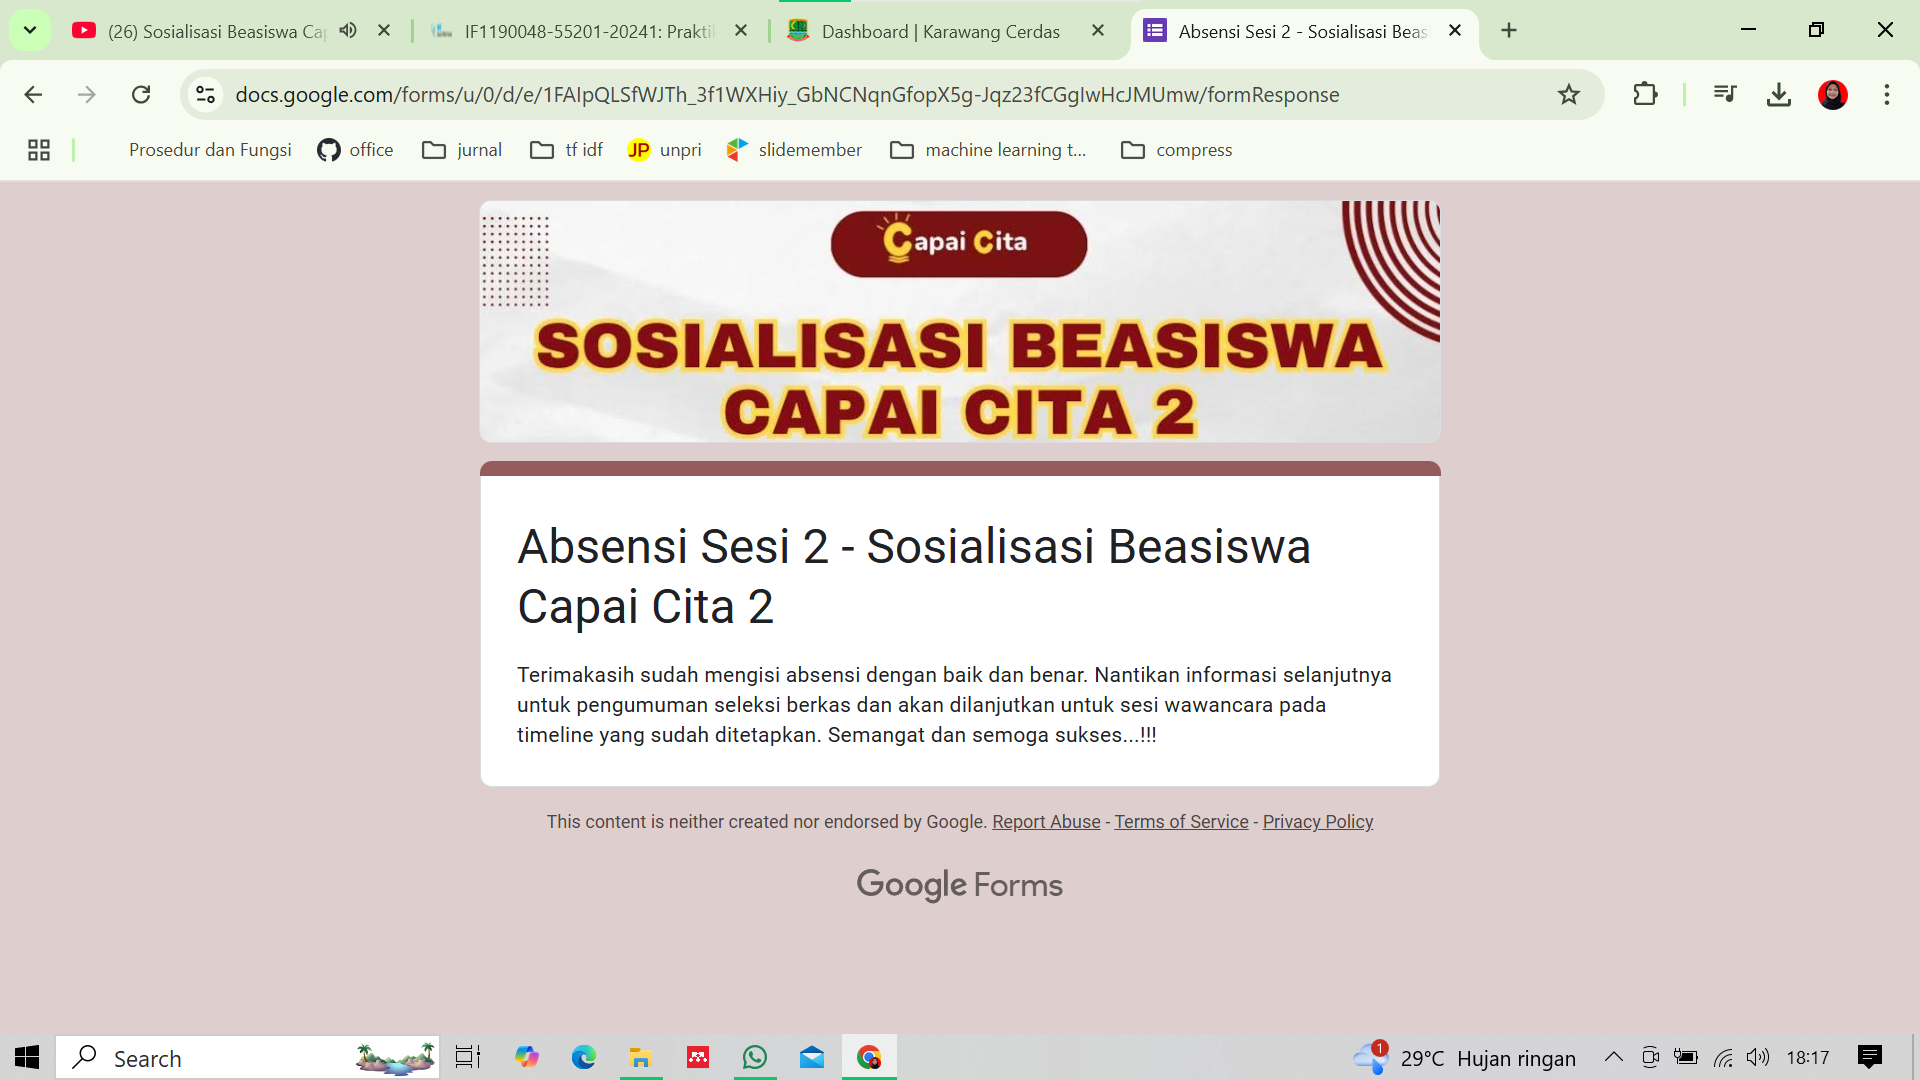 (26) Sosialisasi Beasiswa Cap
IF1190048-55201-20241: Prakti
Dashboard | Karawang Cerdas
Absensi Sesi 2 - Sosialisasi Beas
docs.google.com/forms/u/0/d/e/1FAIpQLSfWJTh_3f1WXHiy_GbNCNqnGfopX5g-Jqz23fCGgIwHcJMUmw/formResponse
Prosedur dan Fungsi
office
jurnal
tf idf
JP unpri
slidemember
machine learning t...
compress
Capai Cita
SOSIALISASI BEASISWA
CAPAI CITA 2
Absensi Sesi 2 - Sosialisasi Beasiswa
Capai Cita 2
Terimakasih sudah mengisi absensi dengan baik dan benar. Nantikan informasi selanjutnya
untuk pengumuman seleksi berkas dan akan dilanjutkan untuk sesi wawancara pada
timeline yang sudah ditetapkan. Semangat dan semoga sukses...!!!
This content is neither created nor endorsed by Google. Report Abuse - Terms of Service - Privacy Policy
Google Forms
Search
1
29°C Hujan ringan
18:17